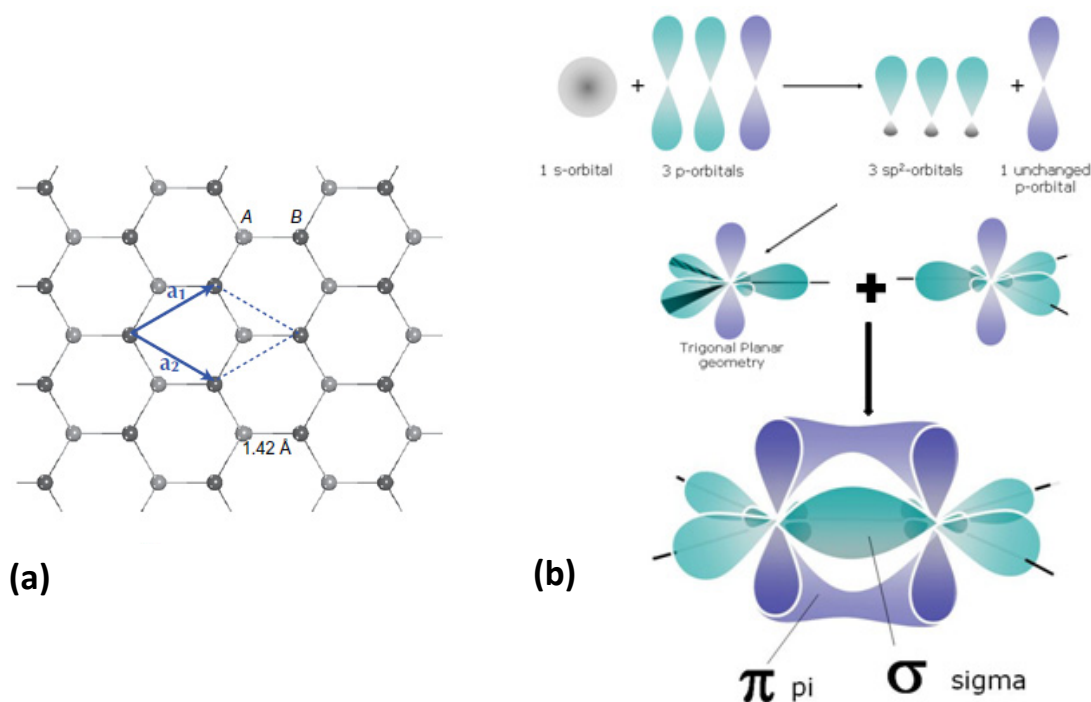 A B
a1
a2
1.42 Å
(a)
+ +
1 s-orbital 3 p-orbitals 3 sp²-orbitals 1 unchanged
p-orbital
+
Trigonal Planar
geometry
π pi σ sigma
(b)